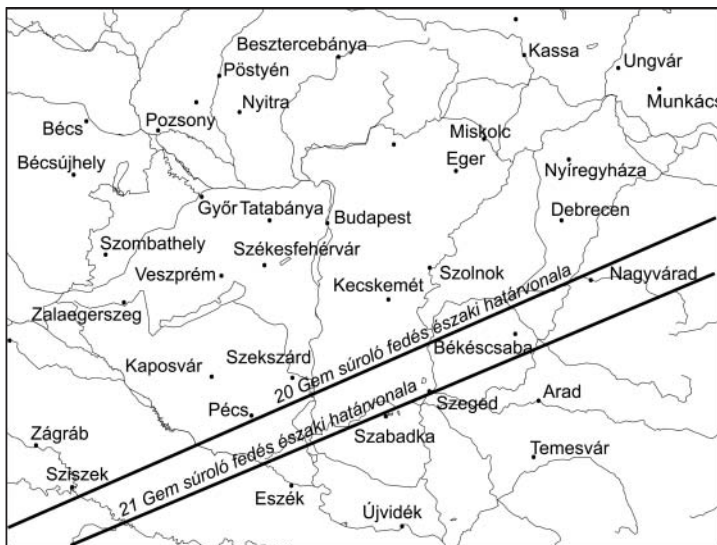 Besztercebánya
Kassa
Ungvár
Pöstyén
Nyitra
Munkács
Bécs
Pozsony
Miskolc
Bécsújhely
Eger
Nyíregyháza
Győr
Tatabánya
Budapest
Debrecen
Szombathely
Székesfehérvár
Veszprém
Szolnok
Nagyvárad
Kecskemét
Zalaegerszeg
20 Gem súroló fedés északi határvonala
Békéscsaba
Kaposvár
Szekszárd
Pécs
Szeged
Arad
21 Gem súroló fedés északi határvonala
Szabadka
Zágráb
Temesvár
Sziszek
Eszék
Újvidék